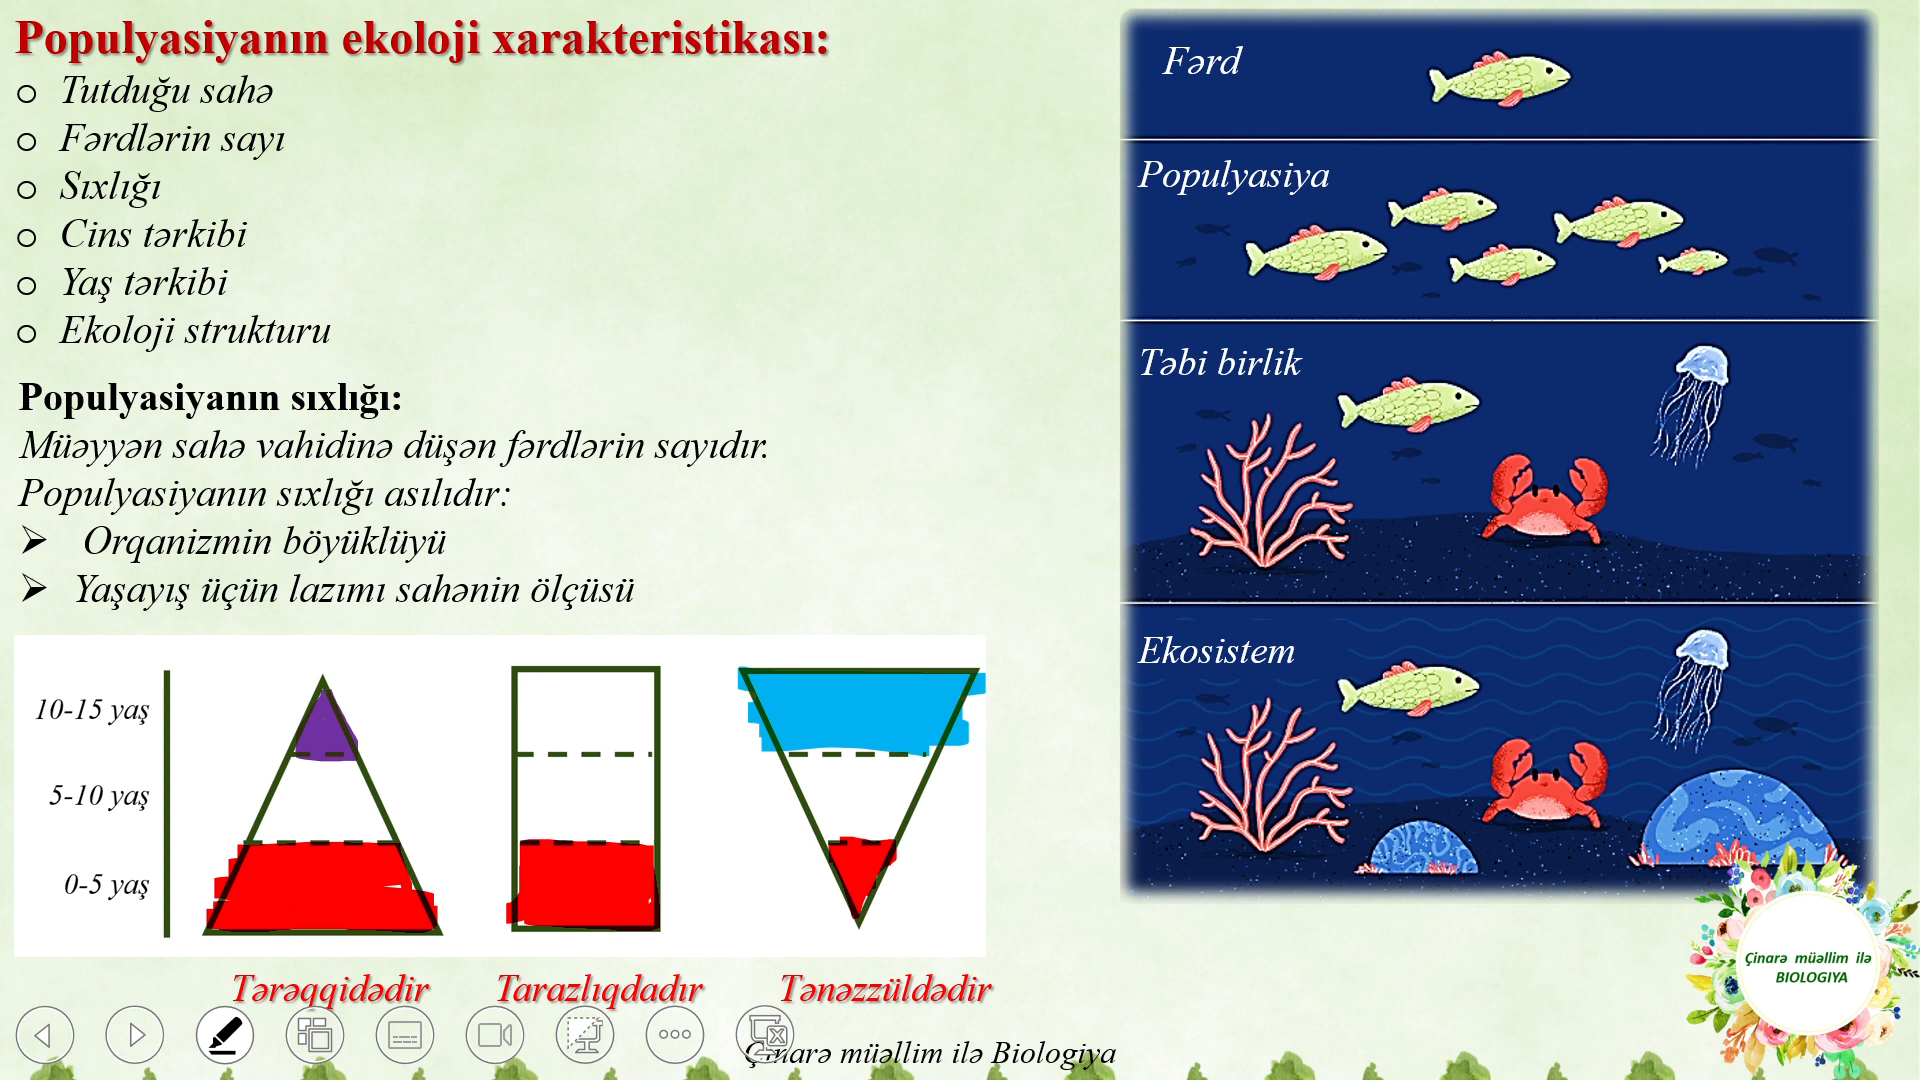 Populyasiyanın ekoloji xarakteristikası:
o Tutduğu sahə
o Fərdlərin sayı
o Sıxlığı
o Cins tərkibi
o Yaş tərkibi
o Ekoloji strukturu
Populyasiyanın sıxlığı:
Müəyyən sahə vahidinə düşən fərdlərin sayıdır.
Populyasiyanın sıxlığı asılıdır:
➢ Orqanizmin böyüklüyü
➢ Yaşayış üçün lazımı sahənin ölçüsü
10-15 yaş
5-10 yaş
0-5 yaş
Tərəqqidədir
Tarazlıqdadır
Tənəzzüldədir
Fərd
Populyasiya
Təbi birlik
Ekosistem
Çinarə müəllim ilə
BIOLOGIYA
Çinarə müəllim ilə Biologiya